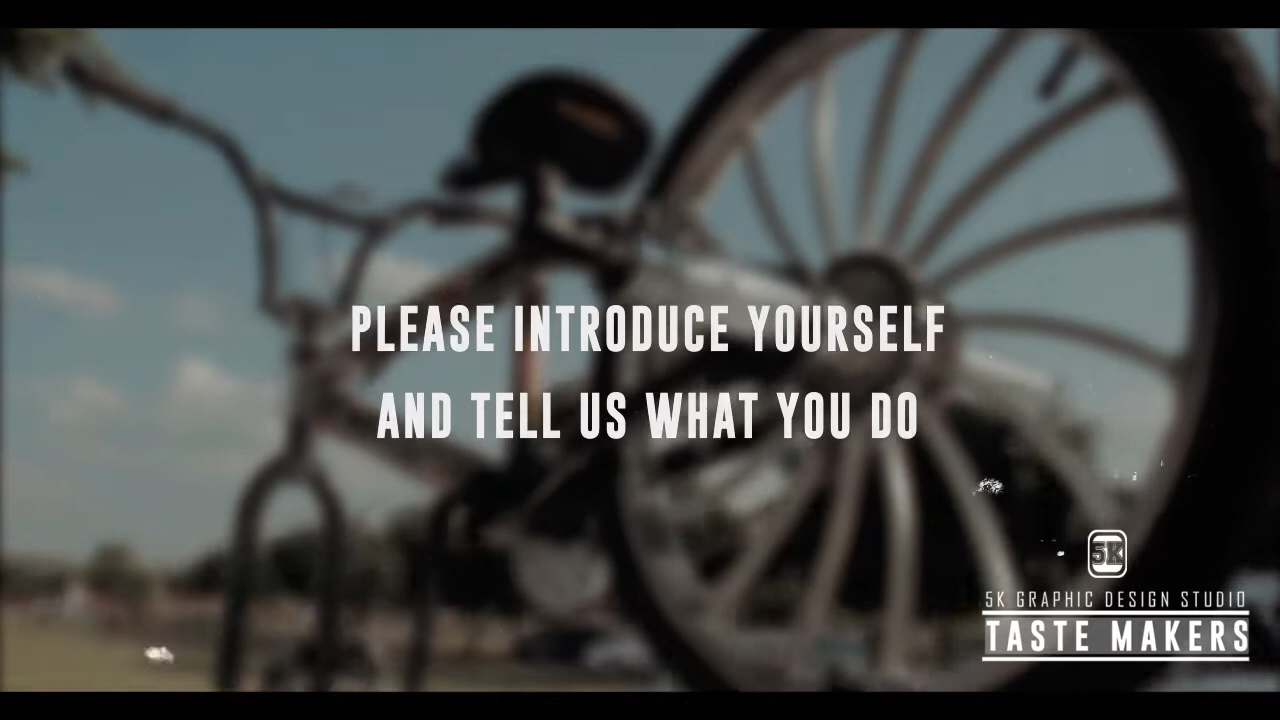 PLEASE INTRODUCE YOURSELF
AND TELL US WHAT YOU DO
5K
5K GRAPHIC DESIGN STUDIO
TASTE MAKERS